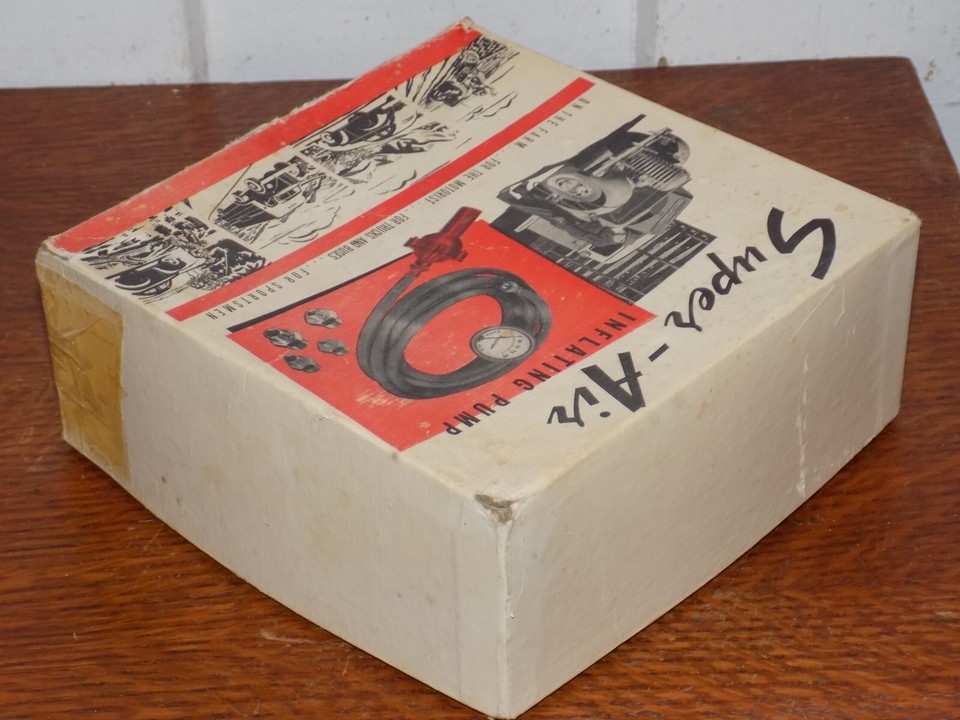 Super-Air
INFLATING PUMP
ON THE FARM ... FOR THE MOTORIST ... FOR TRUCKS AND BUSES .... FOR SPORTSMEN